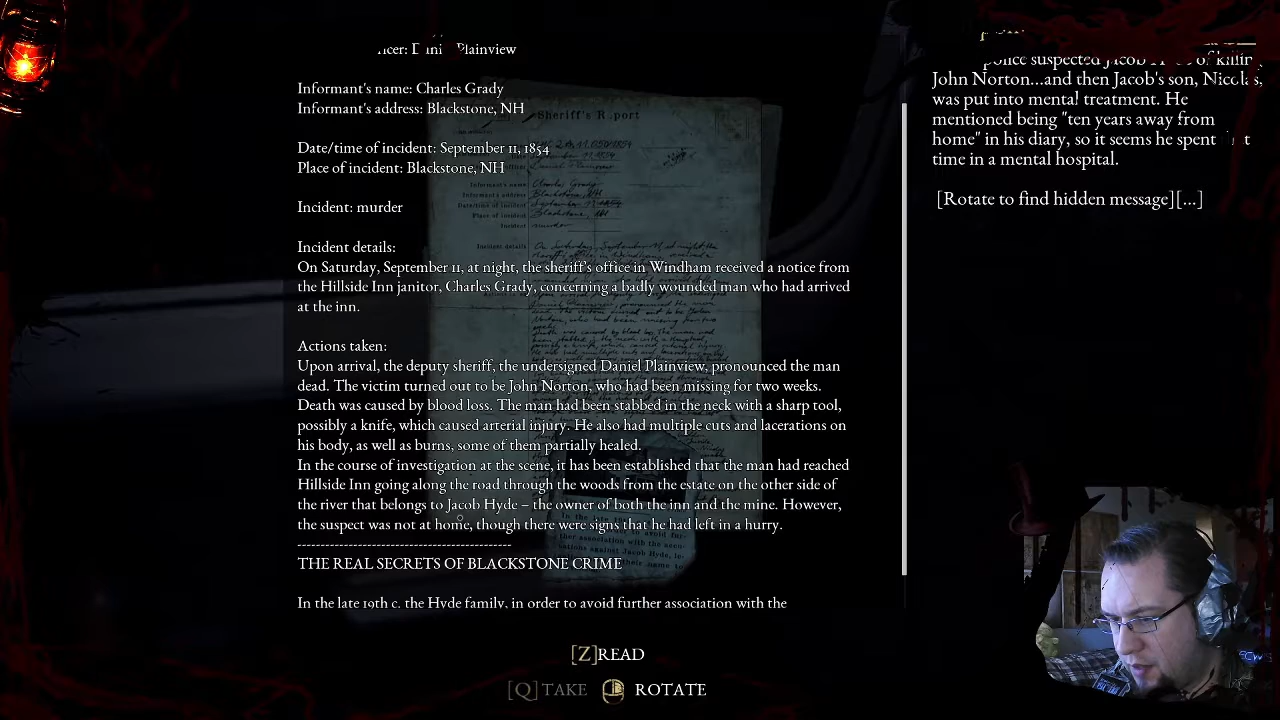 Plainview
Informant's name: Charles Grady
Informant's address: Blackstone, NH
Date/time of incident: September 11, 1854
Place of incident: Blackstone, NH
Incident: murder
Incident details:
On Saturday, September 11, at night, the sheriff's office in Windham received a notice from
the Hillside Inn janitor, Charles Grady, concerning a badly wounded man who had arrived
at the inn.
Actions taken:
Upon arrival, the deputy sheriff, the undersigned Daniel Plainview, pronounced the man
dead. The victim turned out to be John Norton, who had been missing for two weeks.
Death was caused by blood loss. The man had been stabbed in the neck with a sharp tool,
possibly a knife, which caused arterial injury. He also had multiple cuts and lacerations on
his body, as well as burns, some of them partially healed.
In the course of investigation at the scene, it has been established that the man had reached
Hillside Inn going along the road through the woods from the estate on the other side of
the river that belongs to Jacob Hyde – the owner of both the inn and the mine. However,
the suspect was not at home, though there were signs that he had left in a hurry.
-------------------------------------------
THE REAL SECRETS OF BLACKSTONE CRIME
In the late 19th c. the Hyde family, in order to avoid further association with the
police suspected Jacob of killing
John Norton...and then Jacob's son, Nicolas,
was put into mental treatment. He
mentioned being "ten years away from
home" in his diary, so it seems he spent
time in a mental hospital.
[Rotate to find hidden message][...]
Sheriff's Report
[Z]READ
[Q]TAKE ROTATE